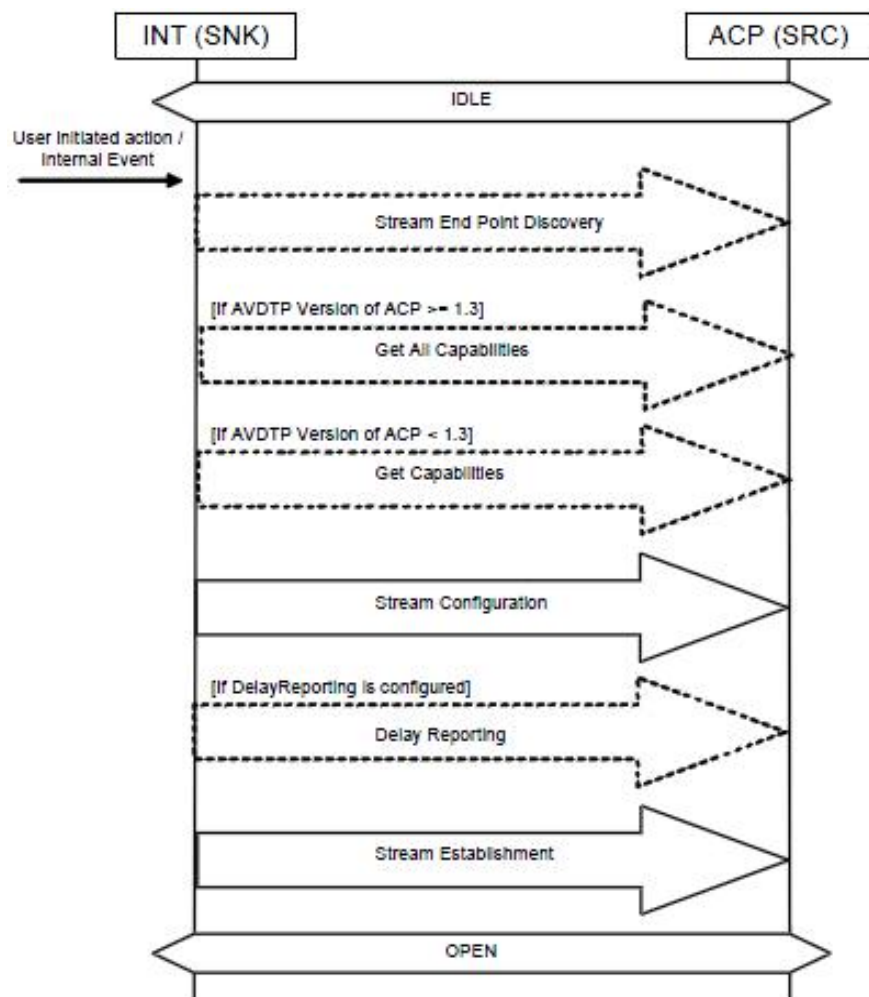 INT (SNK)
ACP (SRC)
IDLE
User Initiated action /
Internal Event
Stream End Point Discovery
[If AVDTP Version of ACP >= 1.3]
Get All Capabilities
[If AVDTP Version of ACP < 1.3]
Get Capabilities
Stream Configuration
[If DelayReporting is configured]
Delay Reporting
Stream Establishment
OPEN